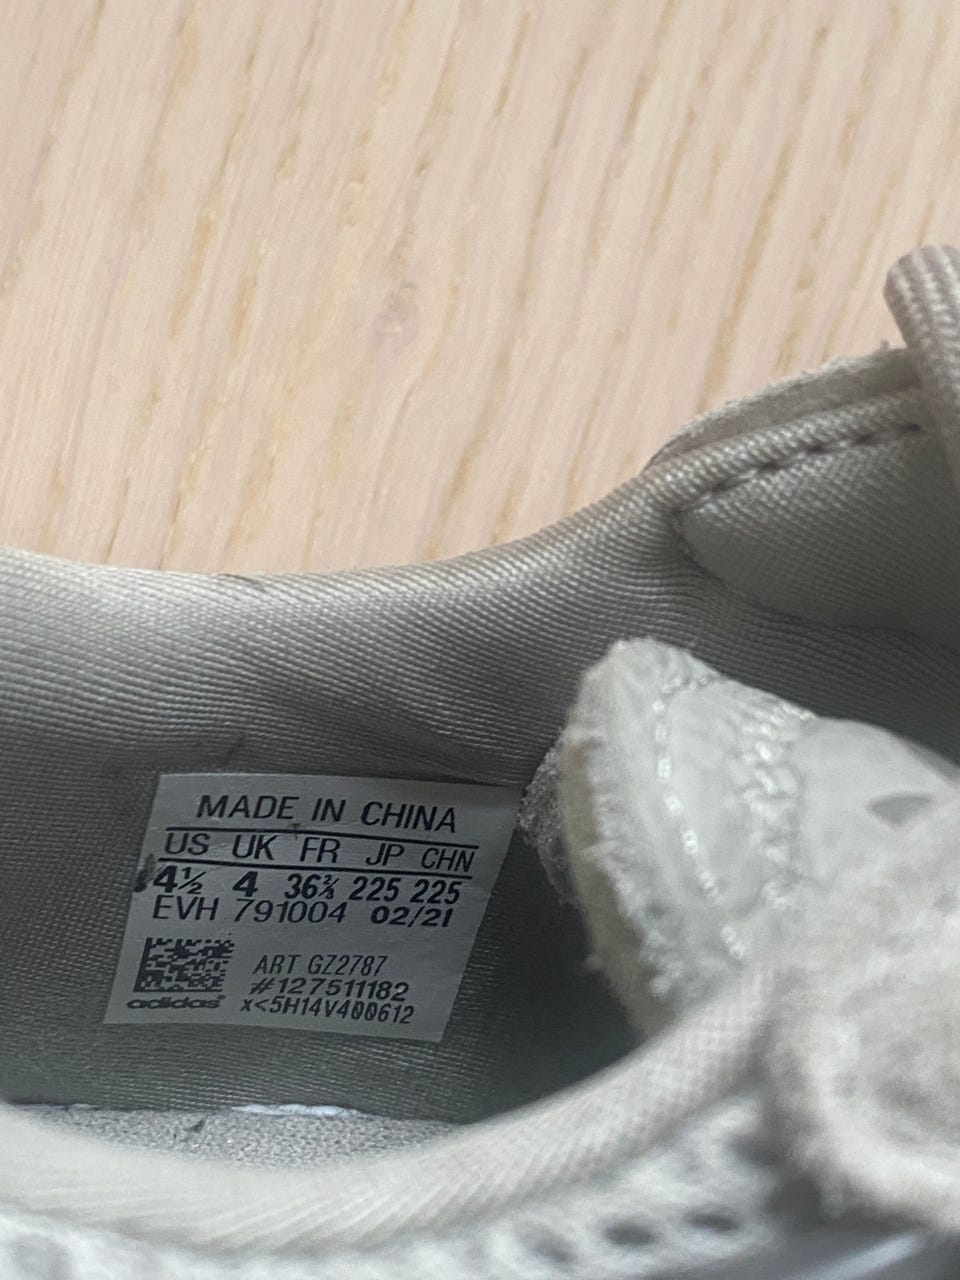 MADE IN CHINA
US UK FR JP CHN
4½ 4 36⅔ 225 225
EVH 791004 02/21
ART GZ2787
#127511182
x<5H14V400612
adidas